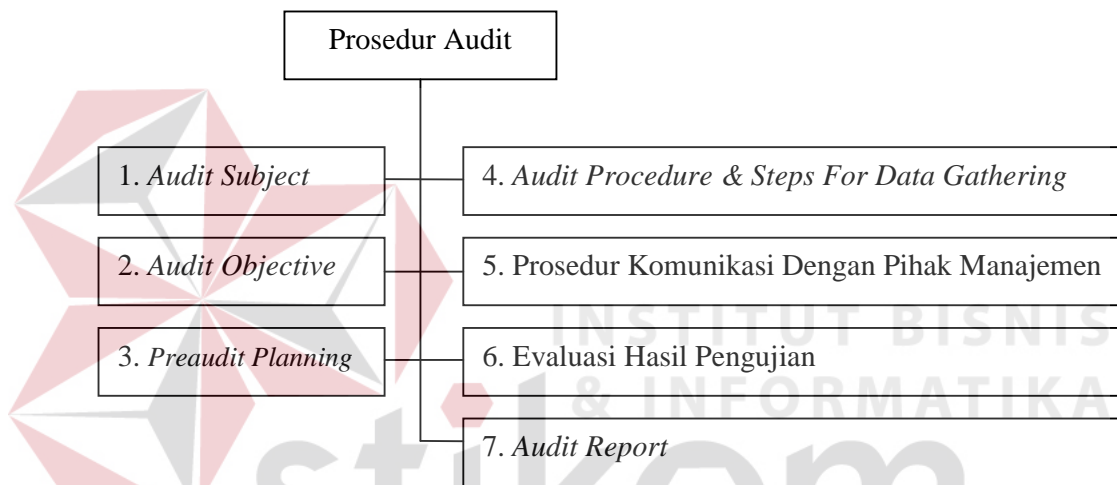 Prosedur Audit
1. Audit Subject
2. Audit Objective
3. Preaudit Planning
4. Audit Procedure & Steps For Data Gathering
5. Prosedur Komunikasi Dengan Pihak Manajemen
6. Evaluasi Hasil Pengujian
7. Audit Report
INSTITUT BISNIS
& INFORMATIKA
stikom